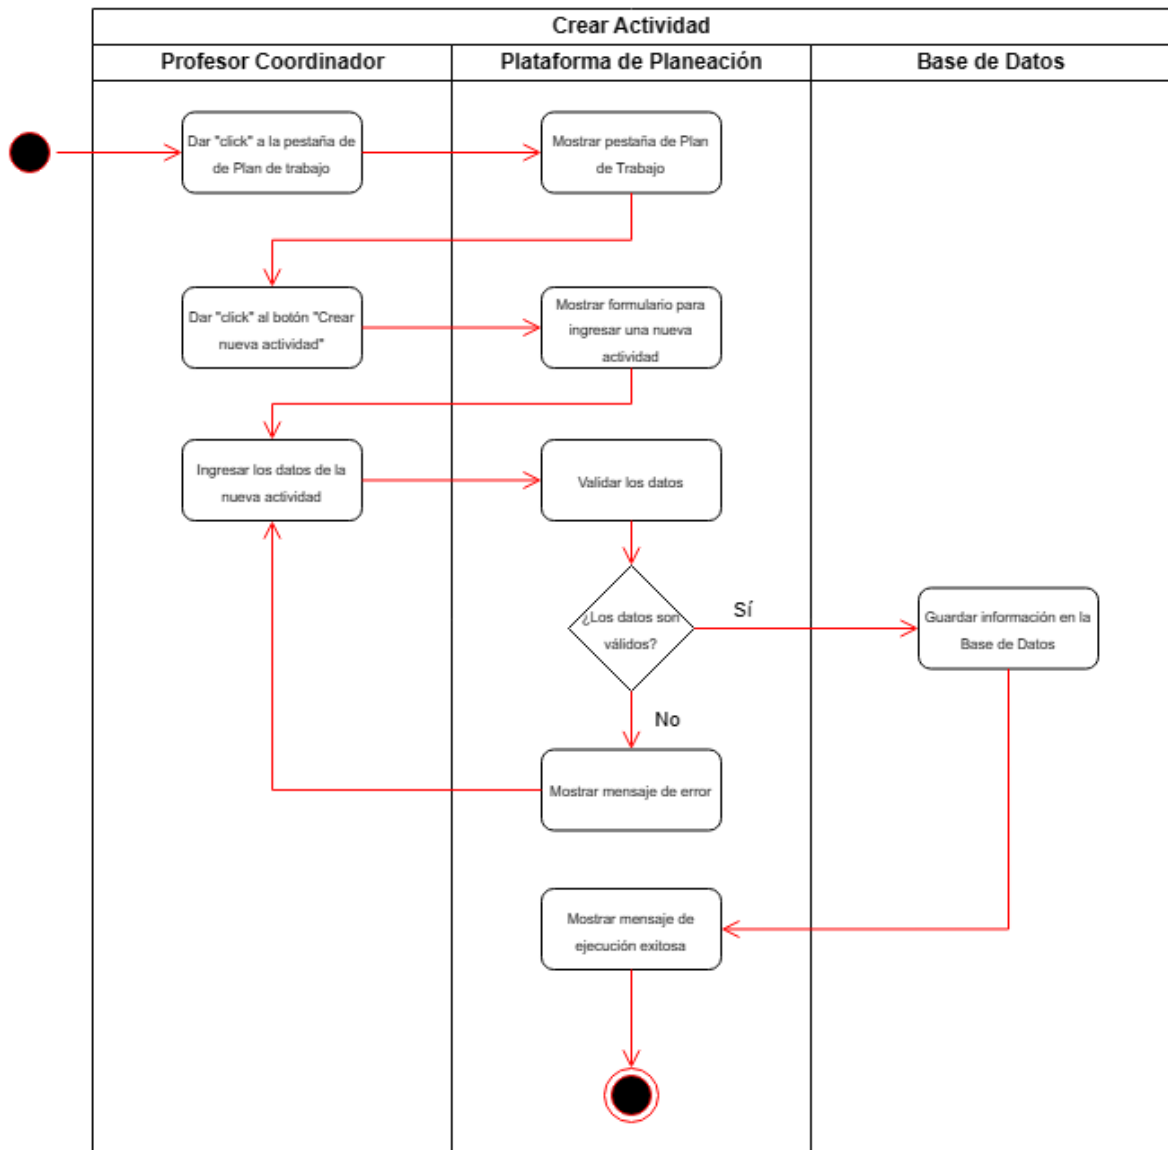 Crear Actividad
Profesor Coordinador
Plataforma de Planeación
Base de Datos
Dar "click" a la pestaña de
de Plan de trabajo
Mostrar pestaña de Plan
de Trabajo
Dar "click" al botón "Crear
nueva actividad"
Mostrar formulario para
ingresar una nueva
actividad
Ingresar los datos de la
nueva actividad
Validar los datos
¿Los datos son
válidos?
Sí
Guardar información en la
Base de Datos
No
Mostrar mensaje de error
Mostrar mensaje de
ejecución exitosa